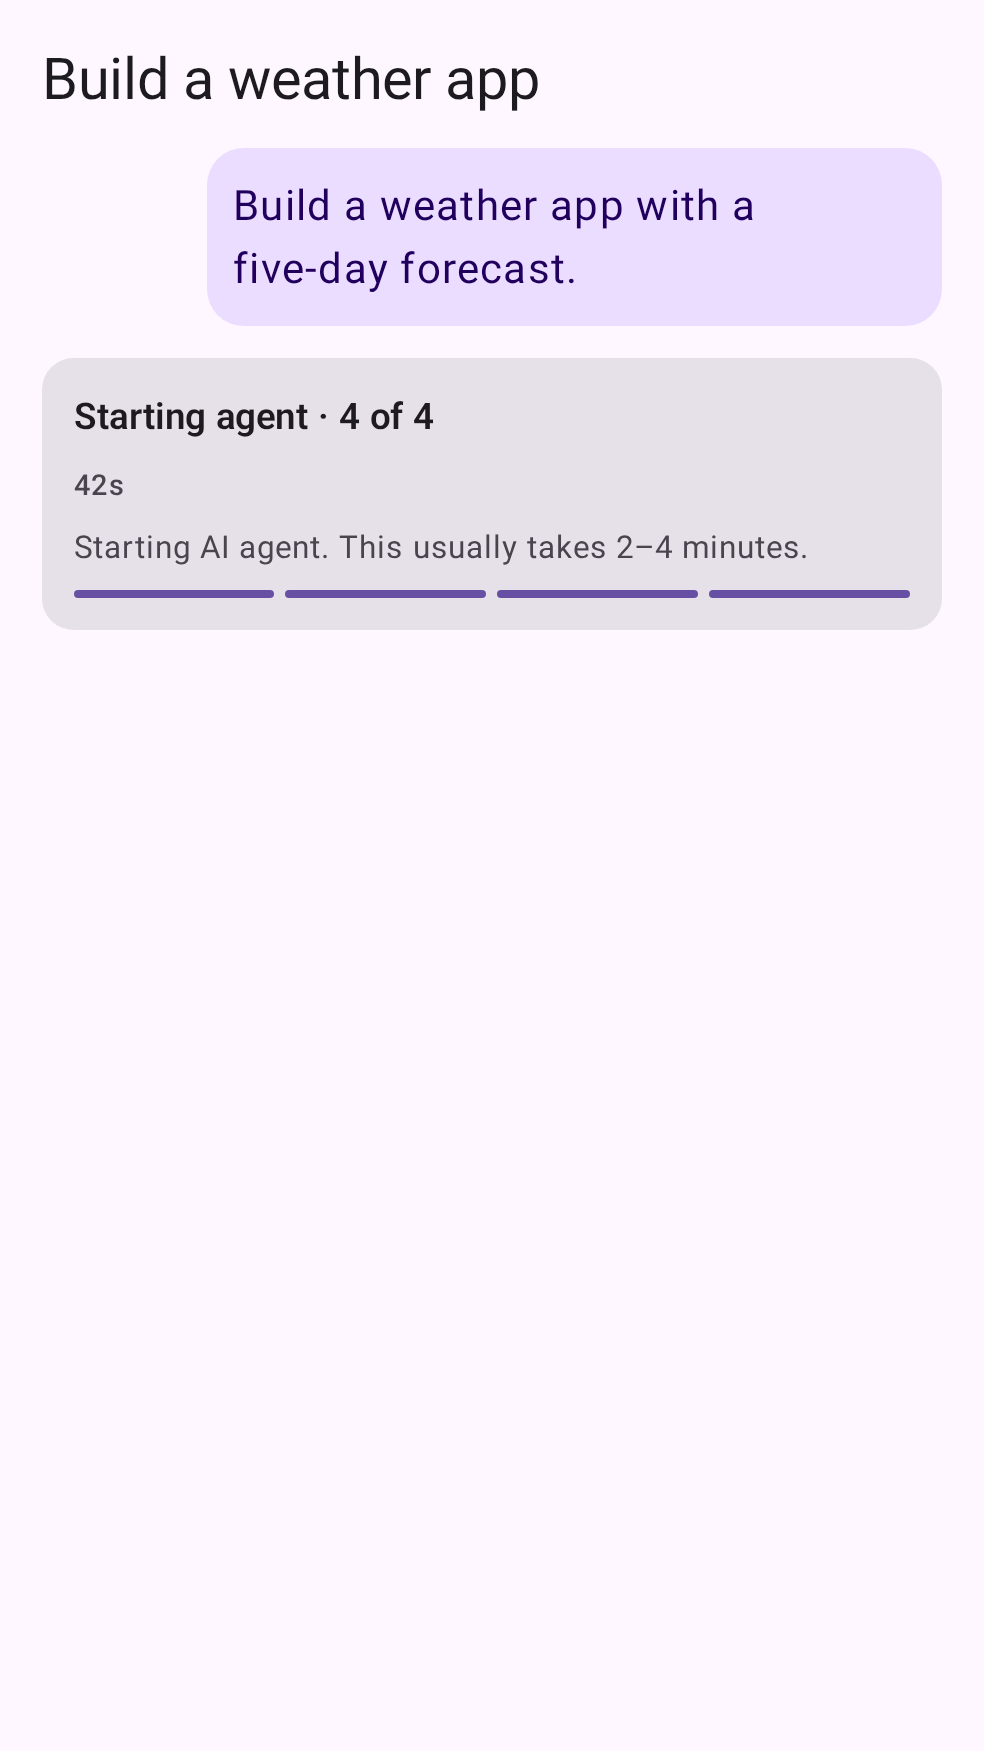 Build a weather app
Build a weather app with a
five-day forecast.
Starting agent · 4 of 4
42s
Starting AI agent. This usually takes 2–4 minutes.